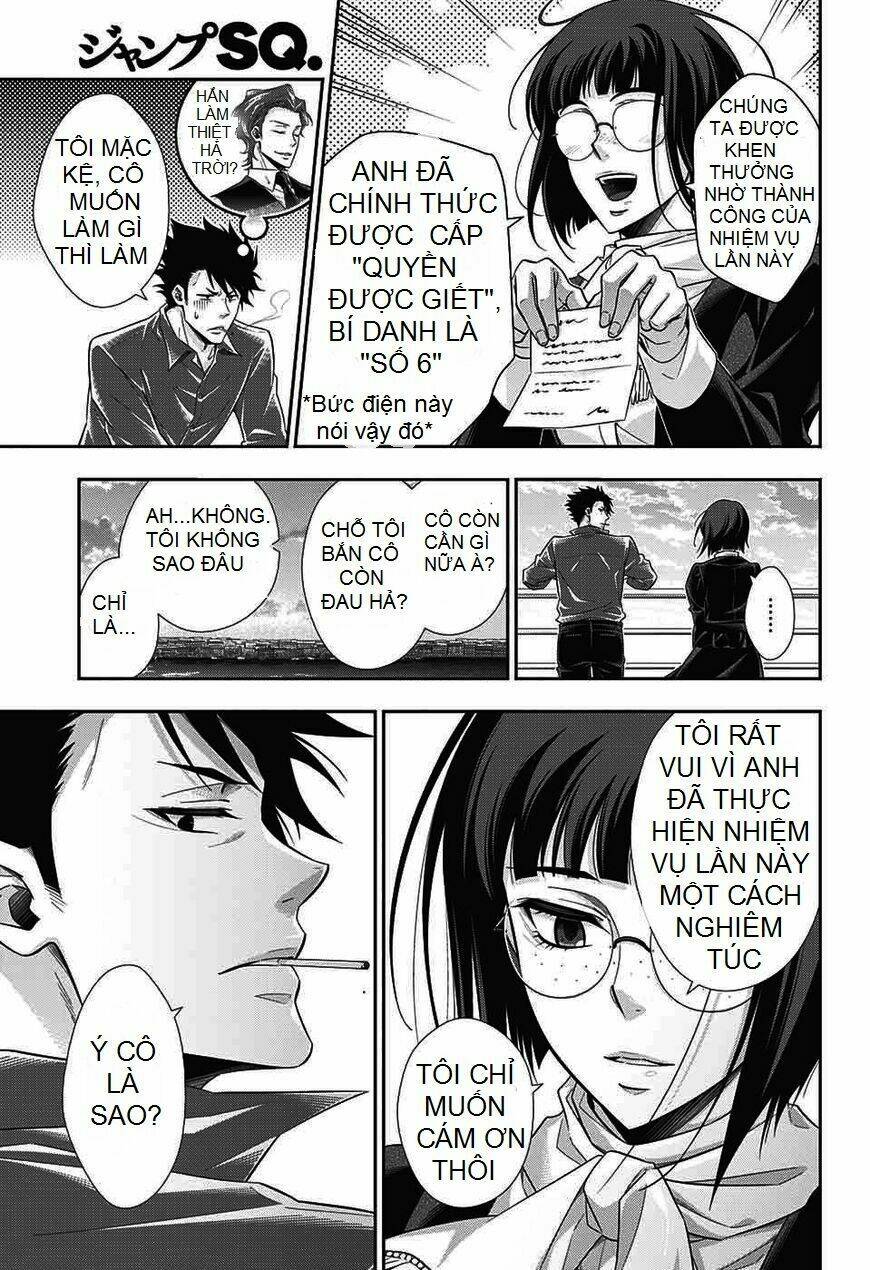 ジャンプSQ.
CHÚNG
TA ĐƯỢC
KHEN
THƯỞNG
NHỜ THÀNH
CÔNG CỦA
NHIỆM VỤ
LẦN NÀY
ANH ĐÃ
CHÍNH THỨC
ĐƯỢC CẤP
"QUYỀN
ĐƯỢC GIẾT",
BÍ DANH LÀ
"SỐ 6"
*Bức điện này
nói vậy đó*
HẮN
LÀM
THIỆT
HẢ
TRỜI?
TÔI MẶC
KỆ, CÔ
MUỐN
LÀM GÌ
THÌ LÀM
......
CÔ CÒN
CẦN GÌ
NỮA À?
CHỖ TÔI
BẮN CÔ
CÒN
ĐAU HẢ?
AH...KHÔNG.
TÔI KHÔNG
SAO ĐÂU
CHỈ
LÀ...
TÔI RẤT
VUI VÌ ANH
ĐÃ THỰC
HIỆN NHIỆM
VỤ LẦN NÀY
MỘT CÁCH
NGHIÊM
TÚC
TÔI CHỈ
MUỐN
CÁM ƠN
THÔI
Ý CÔ
LÀ
SAO?